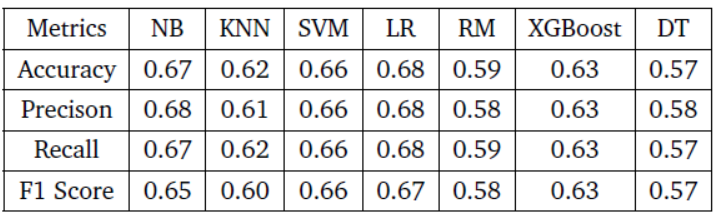 Metrics NB KNN SVM LR RM XGBoost DT
Accuracy 0.67 0.62 0.66 0.68 0.59 0.63 0.57
Precison 0.68 0.61 0.66 0.68 0.58 0.63 0.58
Recall 0.67 0.62 0.66 0.68 0.59 0.63 0.57
F1 Score 0.65 0.60 0.66 0.67 0.58 0.63 0.57